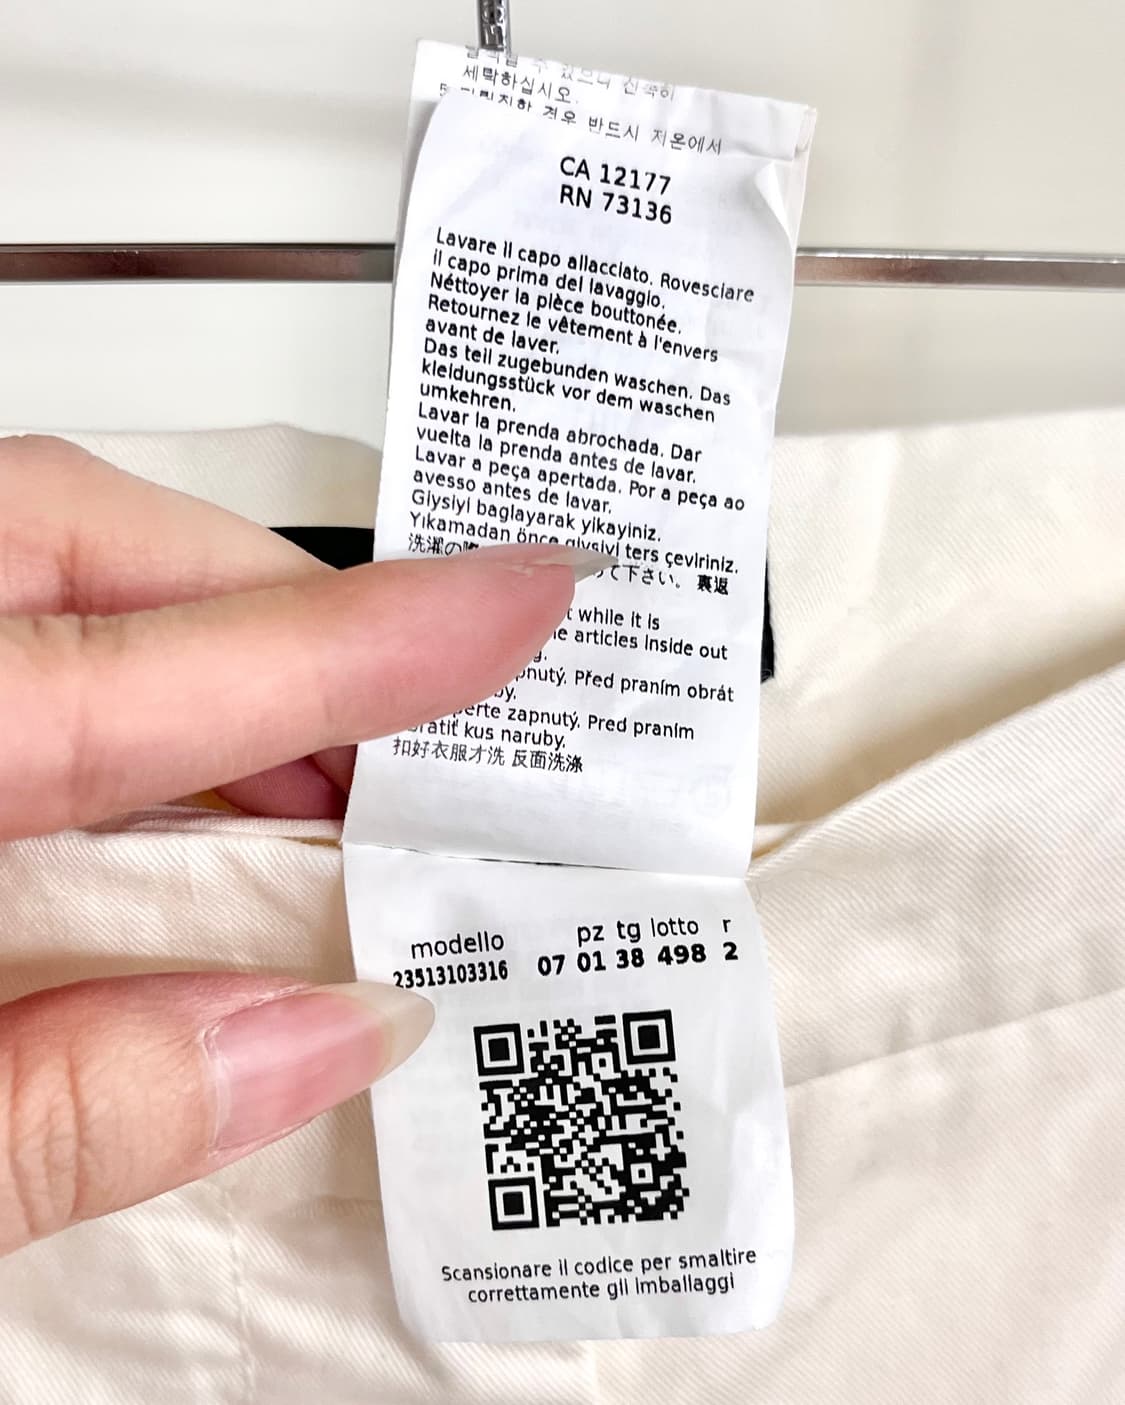 세탁하십시오.
경우 반드시 저온에서
CA 12177
RN 73136
Lavare il capo allacciato. Rovesciare
il capo prima del lavaggio.
Néttoyer la pièce bouttonée.
Retournez le vêtement à l'envers
avant de laver.
Das teil zugebunden waschen. Das
kleidungsstück vor dem waschen
umkehren.
Lavar la prenda abrochada. Dar
vuelta la prenda antes de lavar.
Lavar a peça apertada. Por a peça ao
avesso antes de lavar.
Giysiyi baglayarak yikayiniz.
Yıkamadan önce giysiyi ters çeviriniz.
洗濯の て下さい。 裏返
while it is
articles inside out
Před praním obrát
zapnutý. Pred praním
kus naruby.
扣好衣服才洗 反面洗涤
modello pz tg lotto r
23513103316 07 01 38 498 2
Scansionare il codice per smaltire
correttamente gli imballaggi